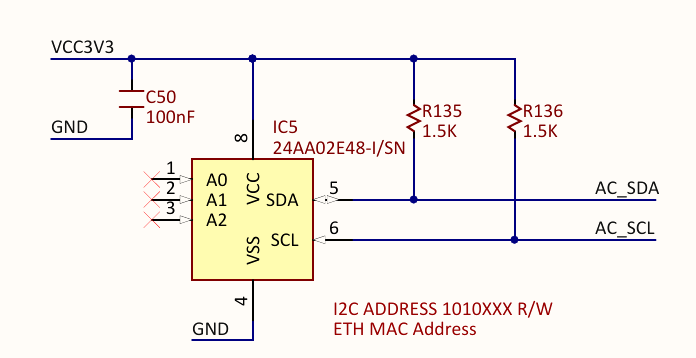 VCC3V3
C50
100nF
GND
R135
1.5K
R136
1.5K
IC5
24AA02E48-I/SN
8
1
2
3
A0
A1
A2
VCC
SDA
SCL
VSS
5
6
4
AC_SDA
AC_SCL
GND
I2C ADDRESS 1010XXX R/W
ETH MAC Address